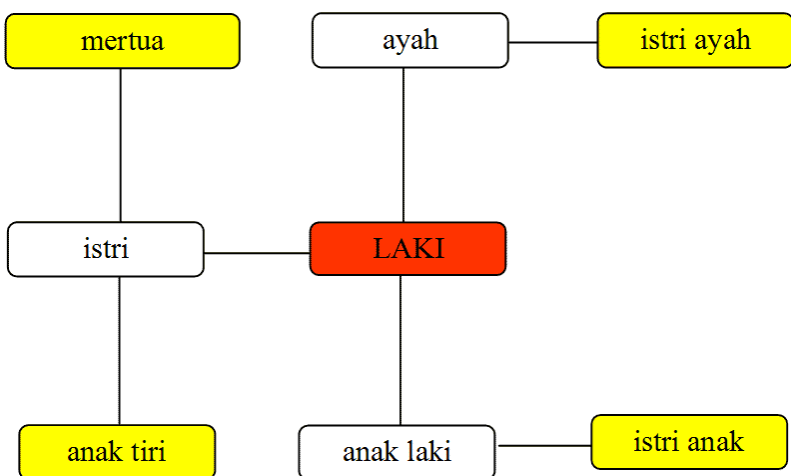 mertua
ayah
istri ayah
istri
LAKI
anak tiri
anak laki
istri anak